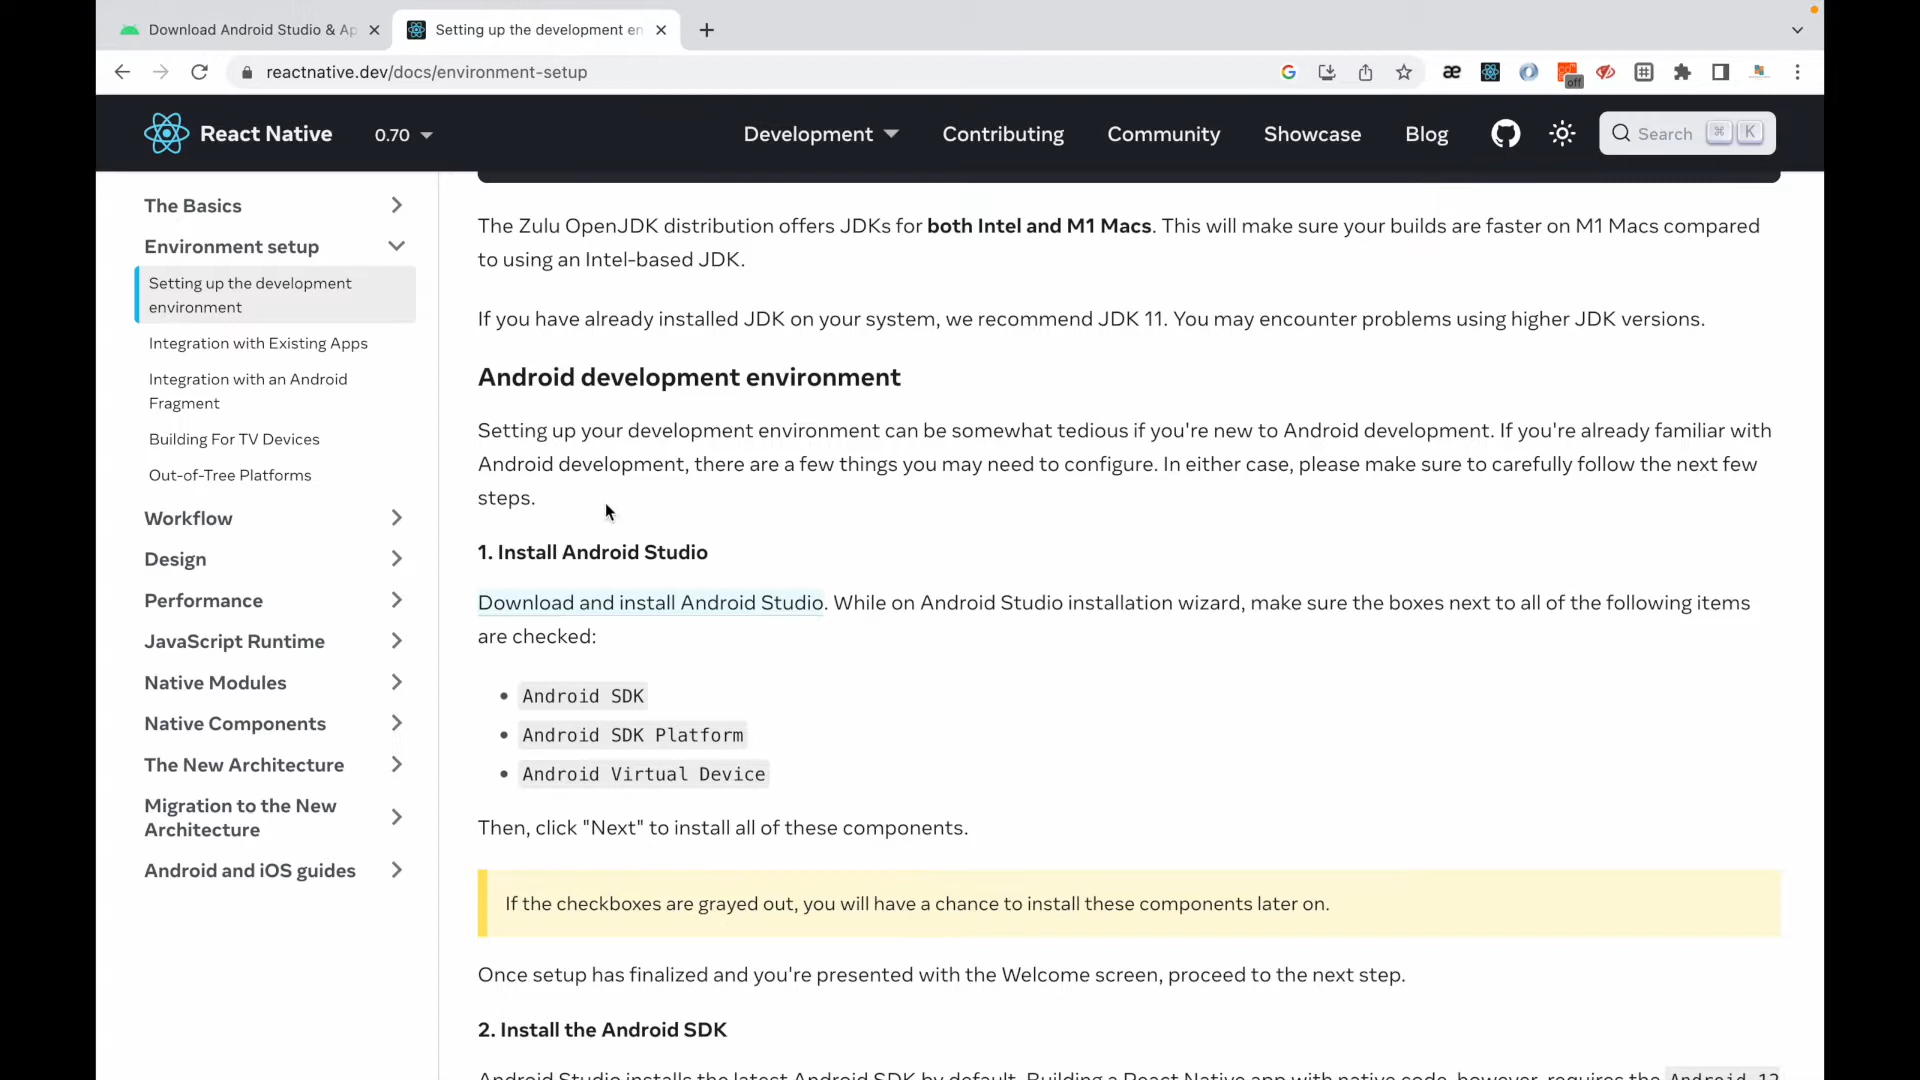 Download Android Studio & Ap
Setting up the development en
reactnative.dev/docs/environment-setup
æ
off
React Native
0.70
Development
Contributing
Community
Showcase
Blog
Search
⌘
K
The Basics
Environment setup
Setting up the development
environment
Integration with Existing Apps
Integration with an Android
Fragment
Building For TV Devices
Out-of-Tree Platforms
Workflow
Design
Performance
JavaScript Runtime
Native Modules
Native Components
The New Architecture
Migration to the New
Architecture
Android and iOS guides
The Zulu OpenJDK distribution offers JDKs for both Intel and M1 Macs. This will make sure your builds are faster on M1 Macs compared
to using an Intel-based JDK.
If you have already installed JDK on your system, we recommend JDK 11. You may encounter problems using higher JDK versions.
Android development environment
Setting up your development environment can be somewhat tedious if you're new to Android development. If you're already familiar with
Android development, there are a few things you may need to configure. In either case, please make sure to carefully follow the next few
steps.
1. Install Android Studio
Download and install Android Studio. While on Android Studio installation wizard, make sure the boxes next to all of the following items
are checked:
• Android SDK
• Android SDK Platform
• Android Virtual Device
Then, click "Next" to install all of these components.
If the checkboxes are grayed out, you will have a chance to install these components later on.
Once setup has finalized and you're presented with the Welcome screen, proceed to the next step.
2. Install the Android SDK
Android Studio installs the latest Android SDK by default. Building a React Native app with native code, however, requires the Android 12